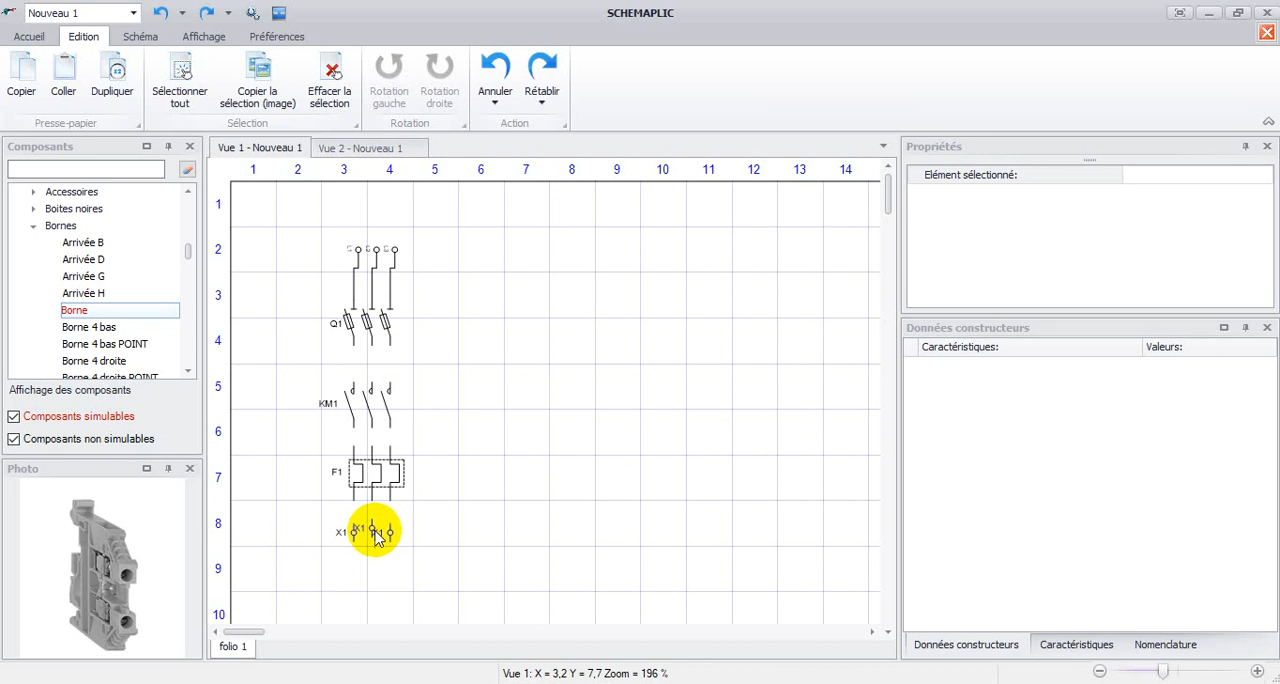 Nouveau 1
SCHEMAPLIC
Accueil
Edition
Schéma
Affichage
Préférences
Copier
Coller
Dupliquer
Sélectionner tout
Copier la sélection (image)
Effacer la sélection
Rotation gauche
Rotation droite
Annuler
Rétablir
Presse-papier
Sélection
Rotation
Action
Composants
Accessoires
Boites noires
Bornes
Arrivée B
Arrivée D
Arrivée G
Arrivée H
Borne
Borne 4 bas
Borne 4 bas POINT
Borne 4 droite
Borne 4 droite POINT
Affichage des composants
Composants simulables
Composants non simulables
Photo
Vue 1 - Nouveau 1
Vue 2 - Nouveau 1
1 2 3 4 5 6 7 8 9 10 11 12 13 14
1
2
3
Q1
4
5
KM1
6
F1
7
8
X1 X1
9
10
folio 1
Propriétés
Elément sélectionné:
Données constructeurs
Caractéristiques:
Valeurs:
Données constructeurs
Caractéristiques
Nomenclature
Vue 1: X = 3,2 Y = 7,7 Zoom = 196 %